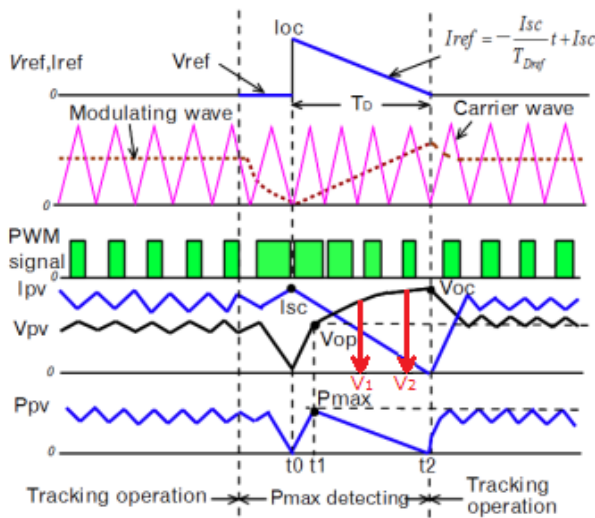 Ioc
Iref = - Isc/TDref t + Isc
Vref,Iref
Vref
0
TD
Modulating wave
Carrier wave
0
PWM
signal
0
Ipv
Isc
Voc
Vpv
Vop
V1
V2
0
Ppv
Pmax
0
t0 t1 t2
Tracking operation
Pmax detecting
Tracking
operation